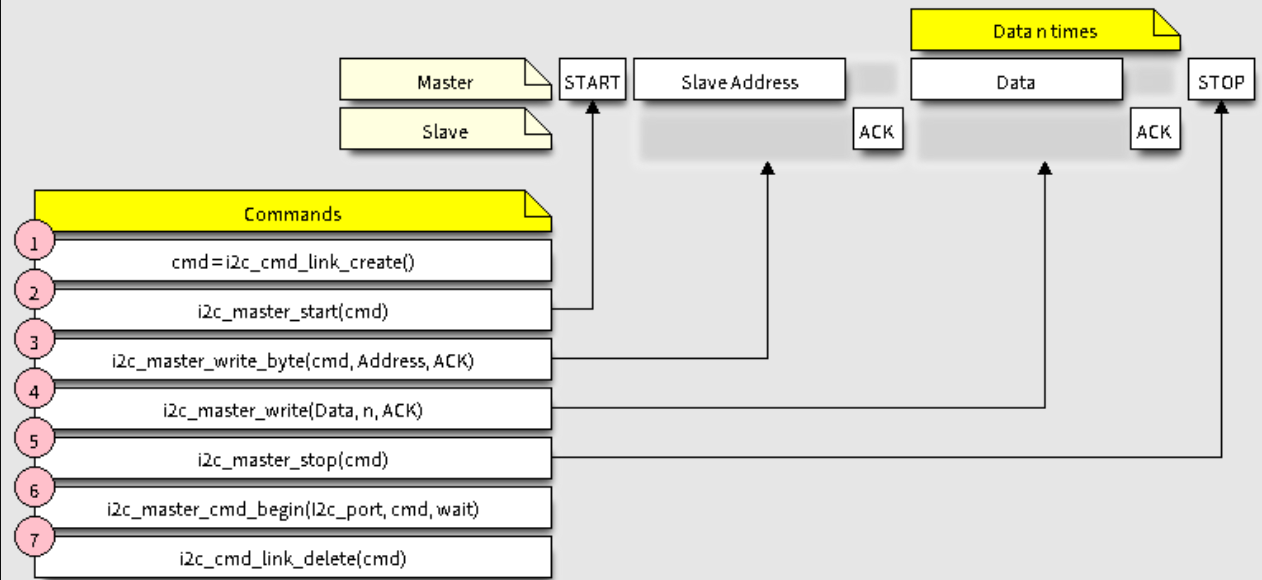 Data n times
Master
START
Slave Address
Data
STOP
Slave
ACK
ACK
Commands
1
cmd = i2c_cmd_link_create()
2
i2c_master_start(cmd)
3
i2c_master_write_byte(cmd, Address, ACK)
4
i2c_master_write(Data, n, ACK)
5
i2c_master_stop(cmd)
6
i2c_master_cmd_begin(I2c_port, cmd, wait)
7
i2c_cmd_link_delete(cmd)